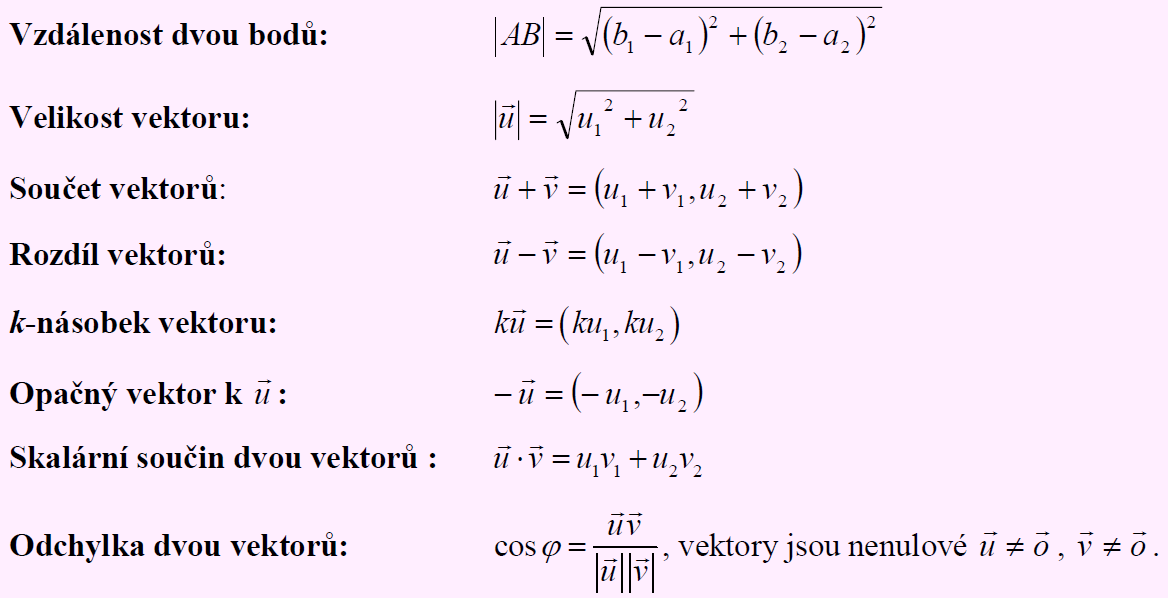 Vzdálenost dvou bodů: |AB| = √((b₁ − a₁)² + (b₂ − a₂)²)
Velikost vektoru: |u⃗| = √(u₁² + u₂²)
Součet vektorů: u⃗ + v⃗ = (u₁ + v₁, u₂ + v₂)
Rozdíl vektorů: u⃗ − v⃗ = (u₁ − v₁, u₂ − v₂)
k-násobek vektoru: ku⃗ = (ku₁, ku₂)
Opačný vektor k u⃗ : − u⃗ = (− u₁, −u₂)
Skalární součin dvou vektorů : u⃗ · v⃗ = u₁v₁ + u₂v₂
Odchylka dvou vektorů: cos φ = u⃗v⃗ / |u⃗||v⃗| , vektory jsou nenulové u⃗ ≠ o⃗ , v⃗ ≠ o⃗ .